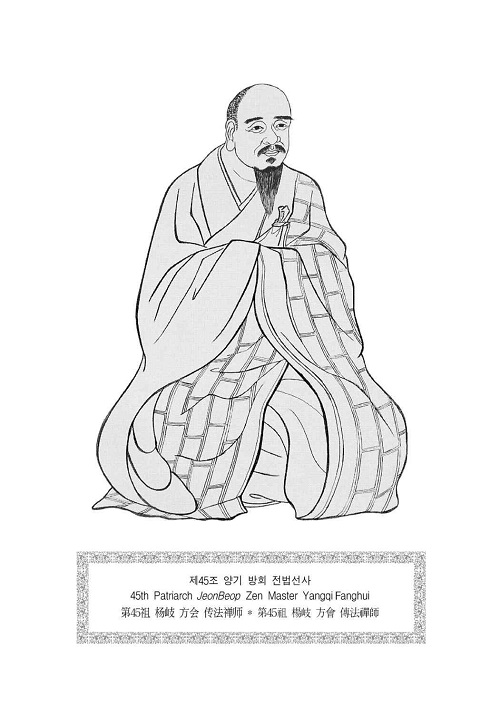 제45조 양기 방회 전법선사
45th Patriarch JeonBeop Zen Master Yangqi Fanghui
第45祖 杨岐 方会 传法禅师 * 第45祖 楊岐 方會 傳法禪師